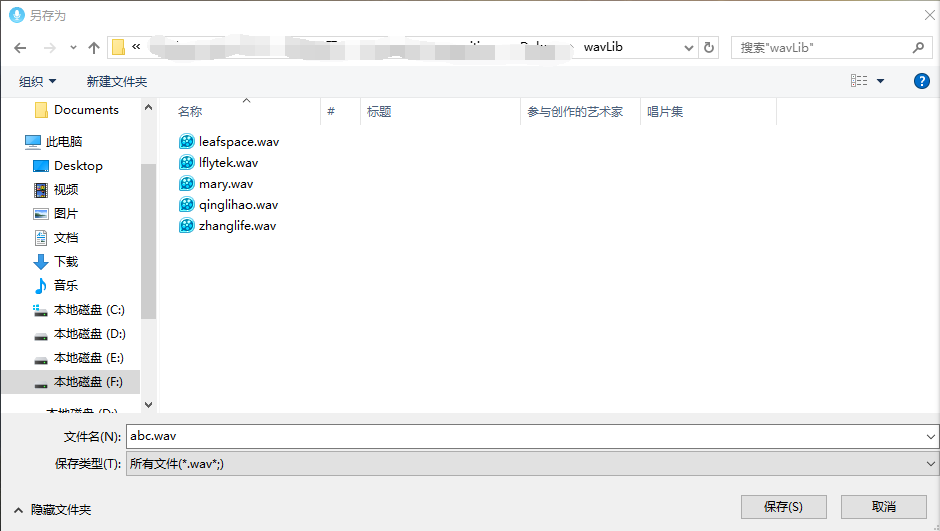 另存为
« wavLib
搜索"wavLib"
组织 新建文件夹
名称 # 标题 参与创作的艺术家 唱片集
Documents
此电脑
Desktop
视频
图片
文档
下载
音乐
本地磁盘 (C:)
本地磁盘 (D:)
本地磁盘 (E:)
本地磁盘 (F:)
本地磁盘 (D:)
leafspace.wav
lflytek.wav
mary.wav
qinglihao.wav
zhanglife.wav
文件名(N): abc.wav
保存类型(T): 所有文件(*.wav*;)
隐藏文件夹
保存(S) 取消